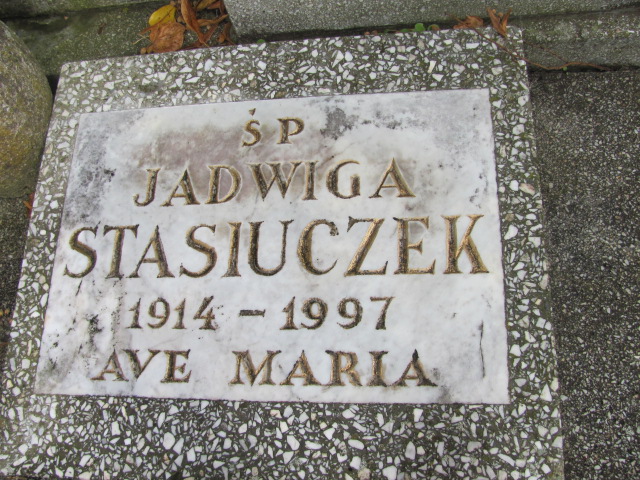 ŚP
JADWIGA
STASIUCZEK
1914 - 1997
AVE MARIA